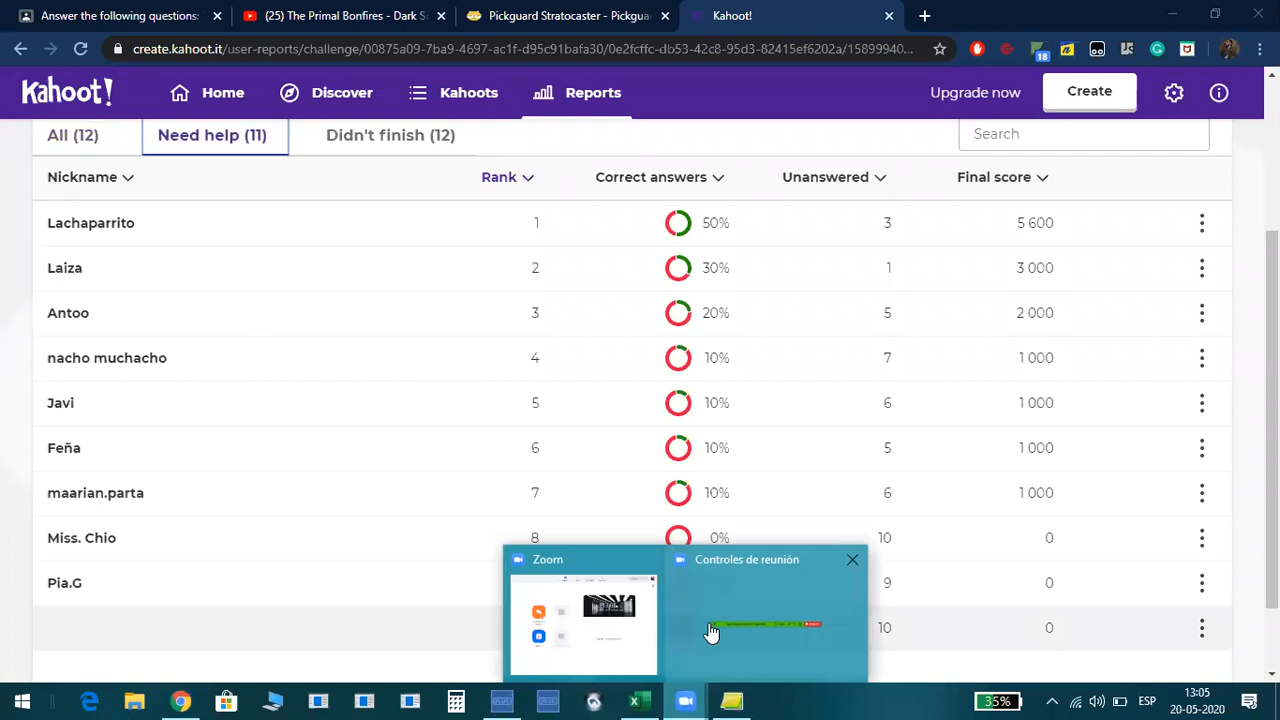 Answer the following questions:
(25) The Primal Bonfires - Dark S
Pickguard Stratocaster - Pickgua
Kahoot!
create.kahoot.it/user-reports/challenge/00875a09-7ba9-4697-ac1f-d95c91bafa30/0e2fcffc-db53-42c8-95d3-82415ef6202a/15899940...
18
Kahoot!
Home
Discover
Kahoots
Reports
Upgrade now
Create
All (12)
Need help (11)
Didn't finish (12)
Search
Nickname Rank Correct answers Unanswered Final score
Lachaparrito 1 50% 3 5 600
Laiza 2 30% 1 3 000
Antoo 3 20% 5 2 000
nacho muchacho 4 10% 7 1 000
Javi 5 10% 6 1 000
Feña 6 10% 5 1 000
maarian.parta 7 10% 6 1 000
Miss. Chio 8 0% 10 0
Zoom
Controles de reunión
Pia.G 9 0
10 0
35%
ESP
13:05
20-05-2020